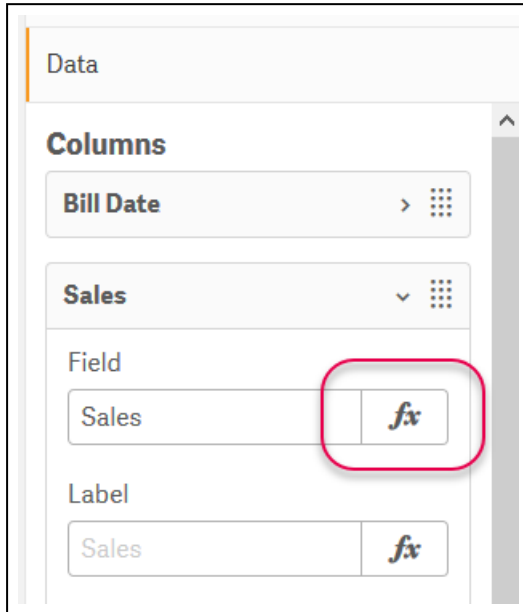 Data
Columns
Bill Date
Sales
Field
Sales fx
Label
Sales fx